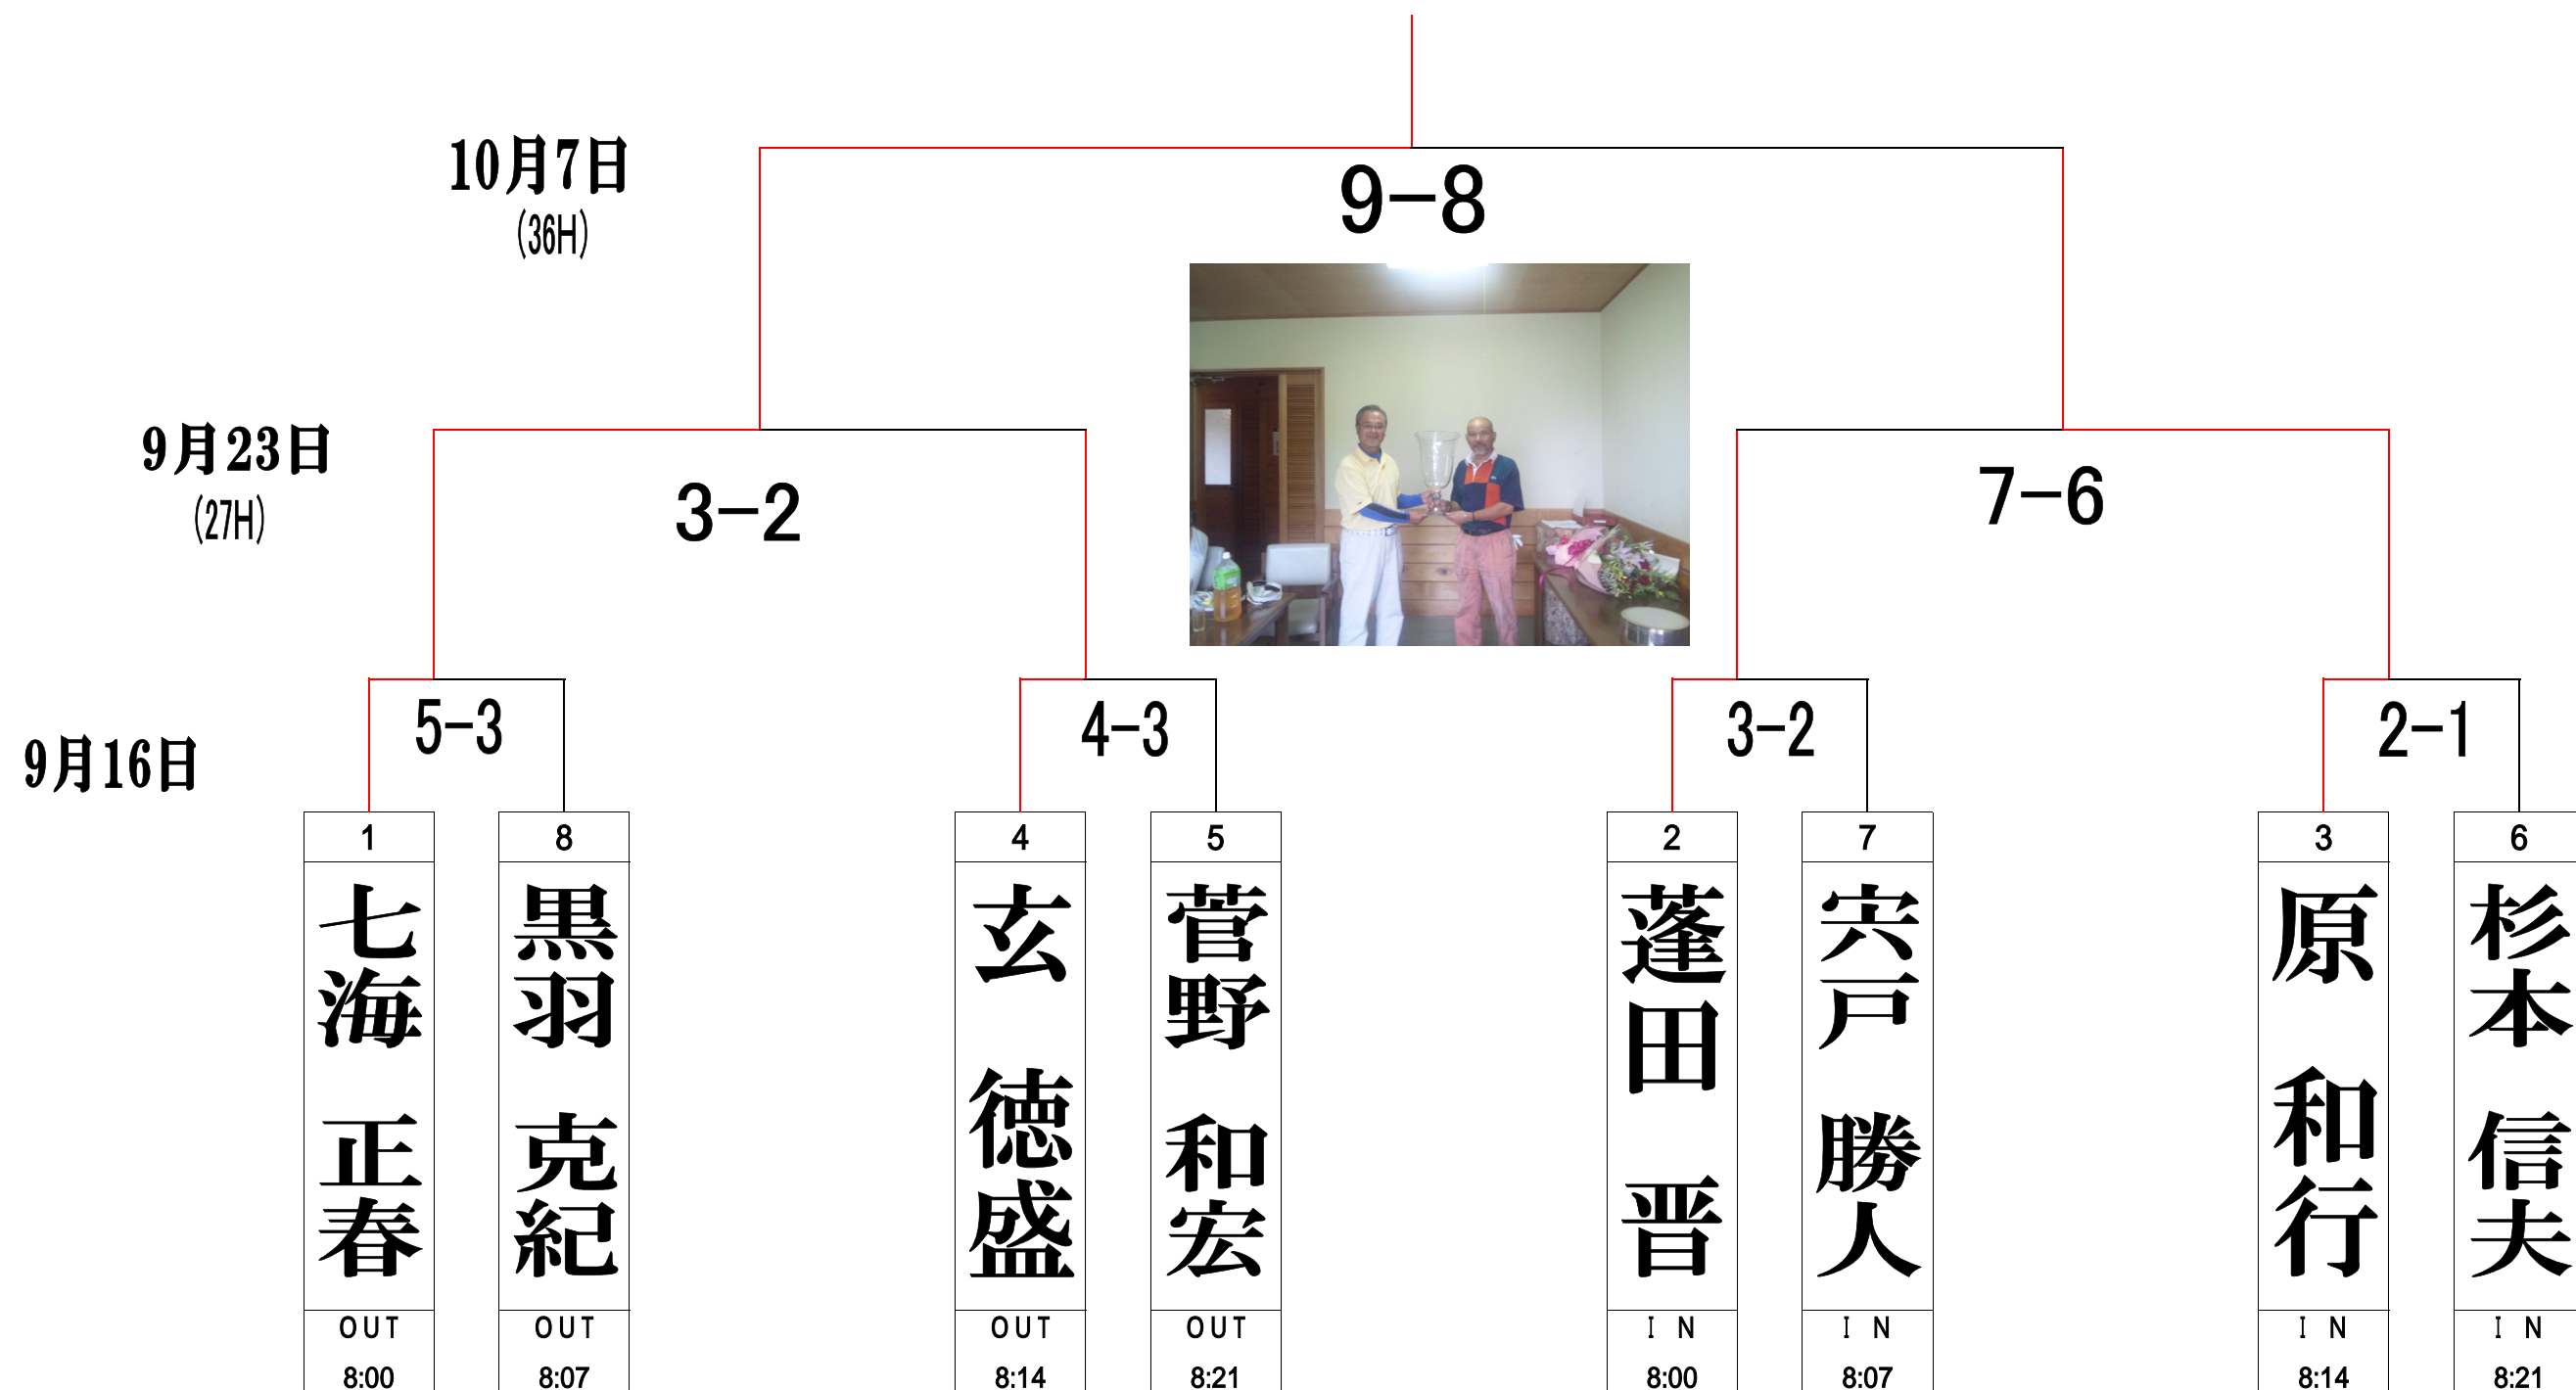 10月7日
(36H)
9-8
9月23日
(27H)
3-2
7-6
9月16日
5-3
4-3
3-2
2-1
1
8
4
5
2
7
3
6
七海 正春
黒羽 克紀
玄 徳盛
菅野 和宏
蓬田 晋
宍戸 勝人
原 和行
杉本 信夫
OUT
OUT
OUT
OUT
IN
IN
IN
IN
8:00
8:07
8:14
8:21
8:00
8:07
8:14
8:21